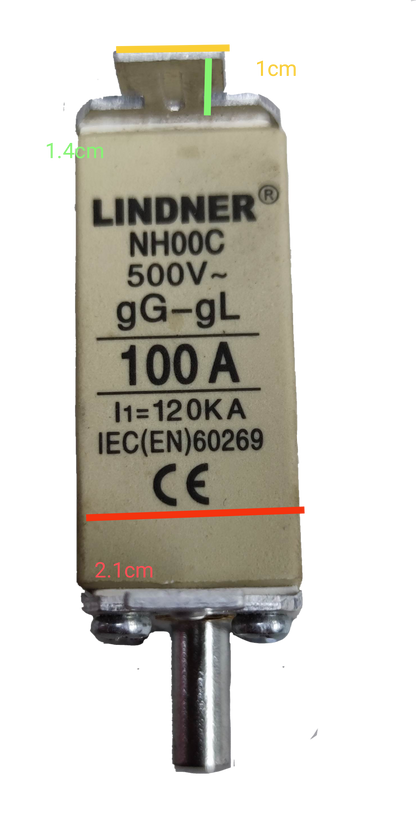 1cm
1.4cm
LINDNER®
NH00C
500V~
gG-gL
100 A
I1=120KA
IEC(EN)60269
CE
2.1cm